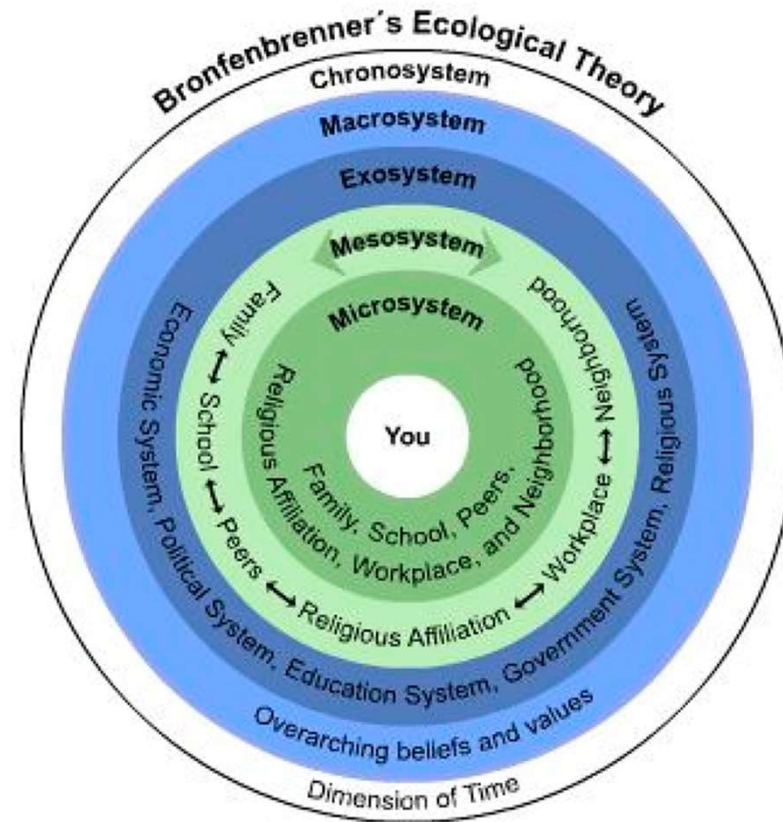 Bronfenbrenner´s Ecological Theory
Chronosystem
Macrosystem
Exosystem
Mesosystem
Microsystem
You
Family, School, Peers,
Religious Affiliation, Workplace, and Neighborhood
Family ↔ School ↔ Peers ↔ Religious Affiliation ↔ Workplace ↔ Neighborhood
Economic System, Political System, Education System, Government System, Religious System
Overarching beliefs and values
Dimension of Time